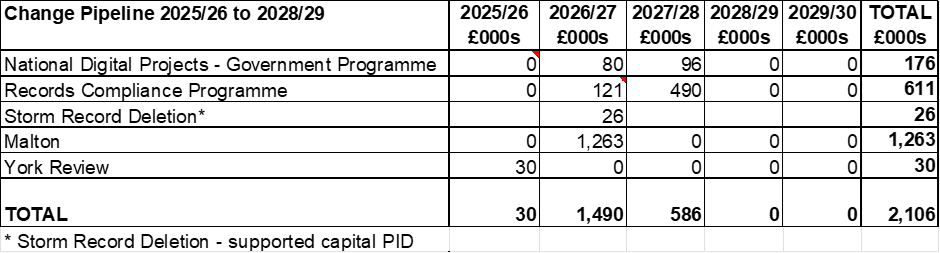 Change Pipeline 2025/26 to 2028/29 2025/26 2026/27 2027/28 2028/29 2029/30 TOTAL
£000s £000s £000s £000s £000s £000s
National Digital Projects - Government Programme 0 80 96 0 0 176
Records Compliance Programme 0 121 490 0 0 611
Storm Record Deletion* 26 26
Malton 0 1,263 0 0 0 1,263
York Review 30 0 0 0 0 30
TOTAL 30 1,490 586 0 0 2,106
* Storm Record Deletion - supported capital PID